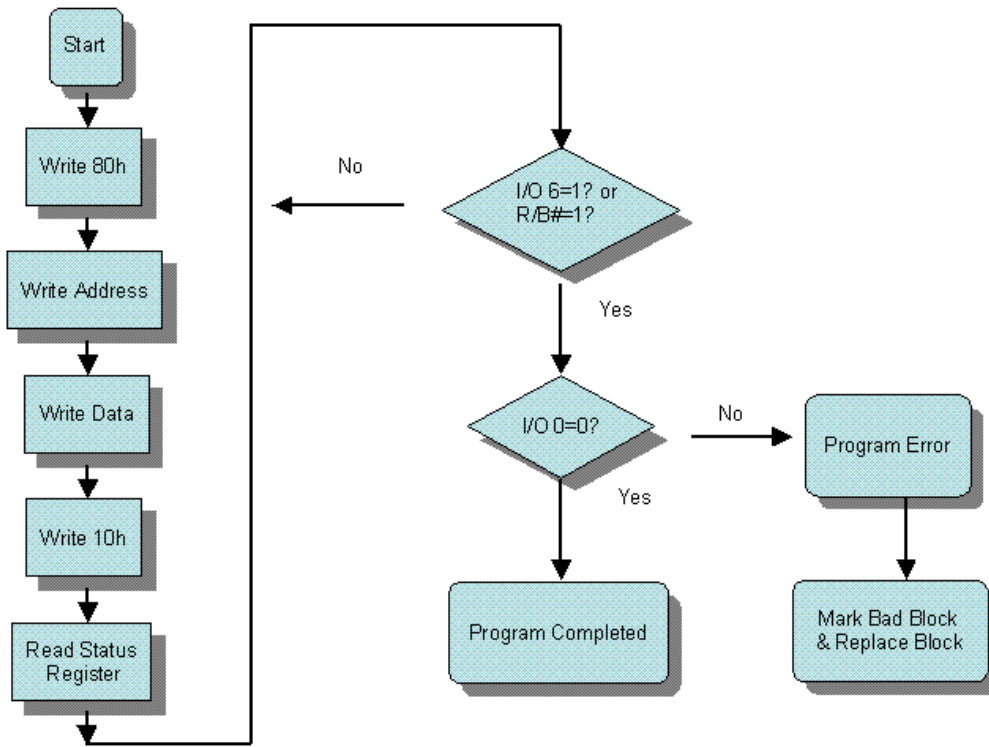 Start
Write 80h
Write Address
Write Data
Write 10h
Read Status
Register
No
I/O 6=1? or
R/B#=1?
Yes
I/O 0=0?
No
Program Error
Yes
Program Completed
Mark Bad Block
& Replace Block